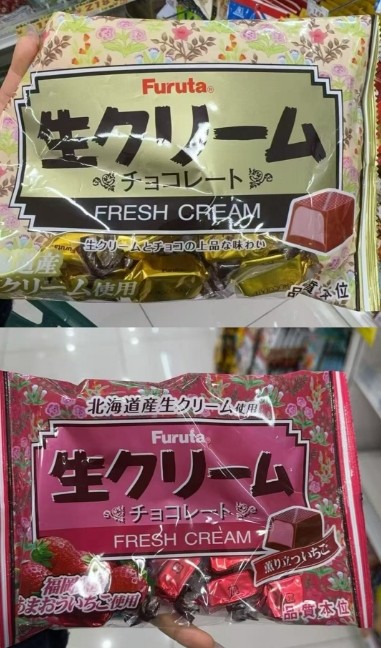 Furuta
生クリーム
チョコレート
FRESH CREAM
生クリームとチョコの上品な味わい
道産
クリーム使用
品質本位
北海道産生クリーム使用
Furuta
生クリーム
チョコレート
FRESH CREAM
薫り立ついちご
福岡
あまおういちご使用
品質本位